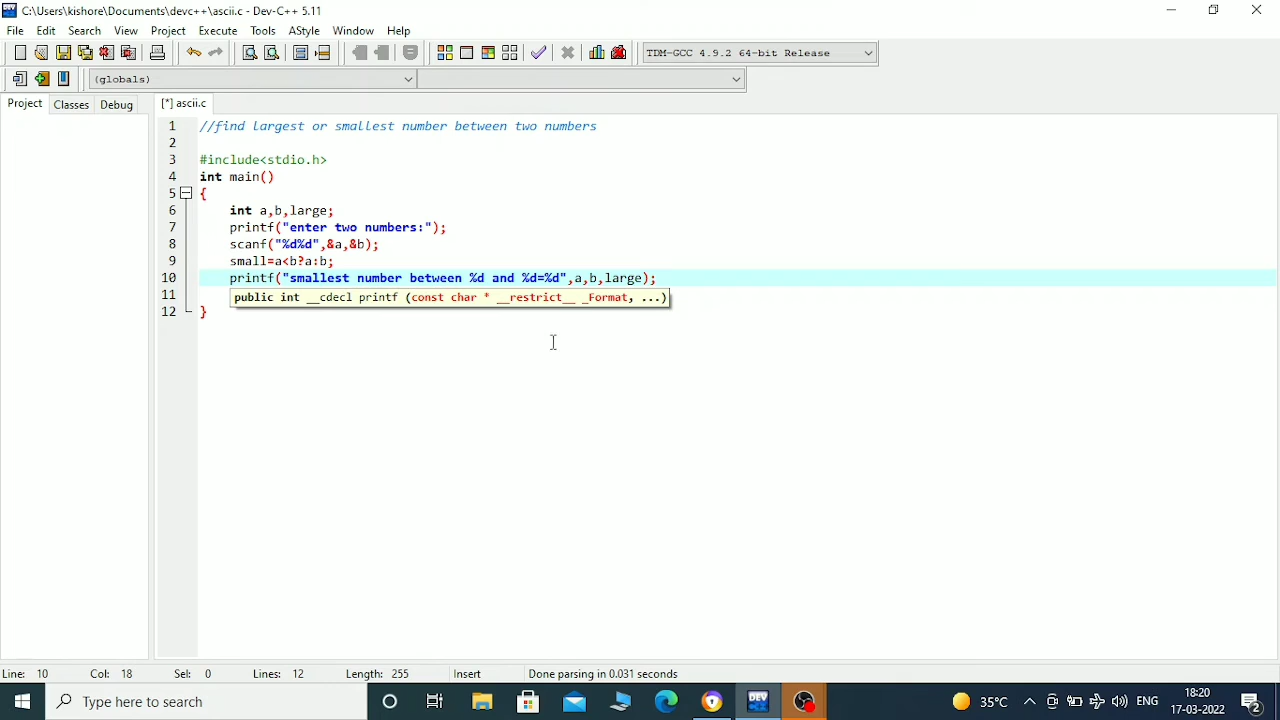 C:\Users\kishore\Documents\devc++\ascii.c - Dev-C++ 5.11
File Edit Search View Project Execute Tools AStyle Window Help
TDM-GCC 4.9.2 64-bit Release
(globals)
Project Classes Debug [*] ascii.c
1 //find largest or smallest number between two numbers
2
3 #include<stdio.h>
4 int main()
5 {
6 int a,b,large;
7 printf("enter two numbers:");
8 scanf("%d%d",&a,&b);
9 small=a<b?a:b;
10 printf("smallest number between %d and %d=%d",a,b,large);
11 public int __cdecl printf (const char * __restrict__ _Format, ...)
12 }
Line: 10 Col: 18 Sel: 0 Lines: 12 Length: 255 Insert Done parsing in 0.031 seconds
Type here to search DEV 35°C ENG 18:20
17-03-2022 2